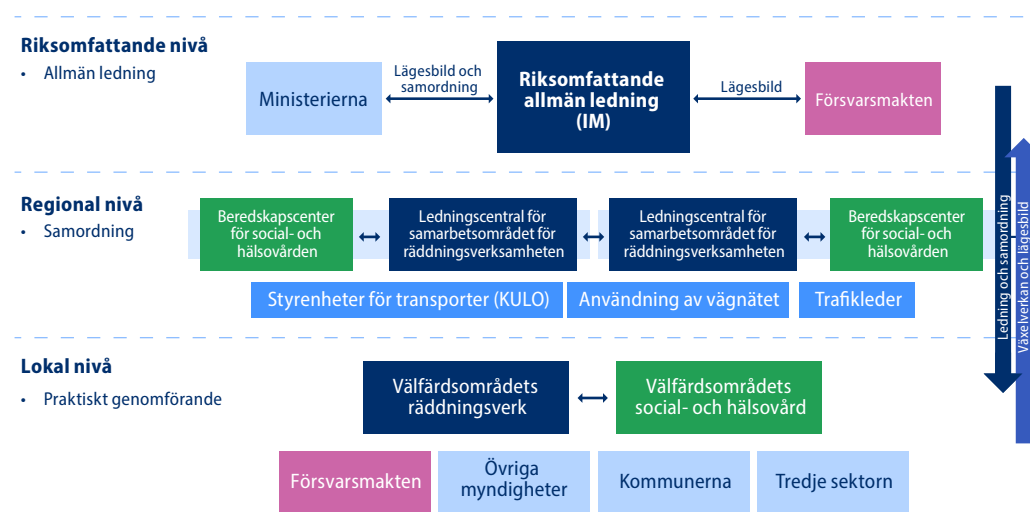 Riksomfattande nivå
• Allmän ledning
Ministerierna
Lägesbild och
samordning
Riksomfattande
allmän ledning
(IM)
Lägesbild
Försvarsmakten
Regional nivå
• Samordning
Beredskapscenter
för social- och
hälsovården
Ledningscentral för
samarbetsområdet för
räddningsverksamheten
Ledningscentral för
samarbetsområdet för
räddningsverksamheten
Beredskapscenter
för social- och
hälsovården
Styrenheter för transporter (KULO)
Användning av vägnätet
Trafikleder
Lokal nivå
• Praktiskt genomförande
Välfärdsområdets
räddningsverk
Välfärdsområdets
social- och hälsovård
Försvarsmakten
Övriga
myndigheter
Kommunerna
Tredje sektorn
Ledning och samordning
Växelverkan och lägesbild